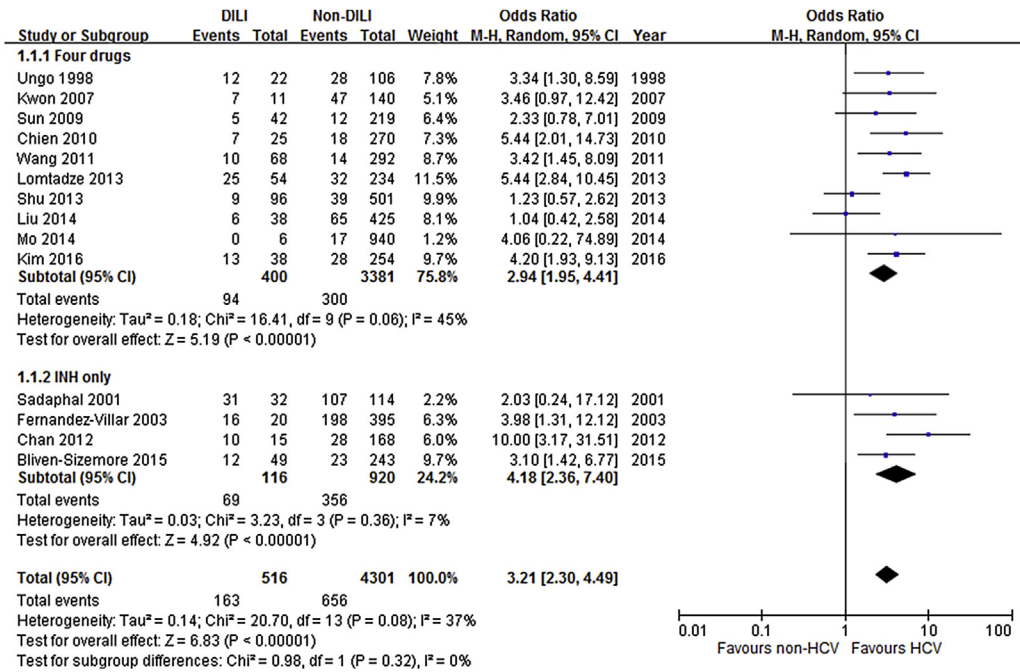 DILI Non-DILI Odds Ratio Odds Ratio
Study or Subgroup Events Total Events Total Weight M-H, Random, 95% CI Year M-H, Random, 95% CI
1.1.1 Four drugs
Ungo 1998 12 22 28 106 7.8% 3.34 [1.30, 8.59] 1998
Kwon 2007 7 11 47 140 5.1% 3.46 [0.97, 12.42] 2007
Sun 2009 5 42 12 219 6.4% 2.33 [0.78, 7.01] 2009
Chien 2010 7 25 18 270 7.2% 5.44 [2.01, 14.73] 2010
Wang 2011 10 68 14 292 8.7% 3.42 [1.45, 8.09] 2011
Lomtadze 2013 25 54 32 234 11.5% 5.44 [2.84, 10.45] 2013
Shu 2013 9 96 39 501 9.9% 1.23 [0.57, 2.62] 2013
Liu 2014 6 38 65 425 8.1% 1.04 [0.42, 2.58] 2014
Mo 2014 0 6 17 940 1.2% 4.06 [0.22, 74.89] 2014
Kim 2016 13 38 28 254 9.7% 4.20 [1.93, 9.13] 2016
Subtotal (95% CI) 400 3381 75.8% 2.94 [1.95, 4.41]
Total events 94 300
Heterogeneity: Tau² = 0.18; Chi² = 16.41, df = 9 (P = 0.06); I² = 45%
Test for overall effect: Z = 5.19 (P < 0.00001)
1.1.2 INH only
Sadaphal 2001 31 32 107 114 2.2% 2.03 [0.24, 17.12] 2001
Fernandez-Villar 2003 16 20 198 395 6.3% 3.98 [1.31, 12.12] 2003
Chan 2012 10 15 28 168 6.0% 10.00 [3.17, 31.51] 2012
Bliven-Sizemore 2015 12 49 23 243 9.7% 3.10 [1.42, 6.77] 2015
Subtotal (95% CI) 116 920 24.2% 4.18 [2.36, 7.40]
Total events 69 356
Heterogeneity: Tau² = 0.03; Chi² = 3.23, df = 3 (P = 0.36); I² = 7%
Test for overall effect: Z = 4.92 (P < 0.00001)
Total (95% CI) 516 4301 100.0% 3.21 [2.30, 4.49]
Total events 163 656
Heterogeneity: Tau² = 0.14; Chi² = 20.70, df = 13 (P = 0.08); I² = 37%
Test for overall effect: Z = 6.83 (P < 0.00001)
Test for subgroup differences: Chi² = 0.98, df = 1 (P = 0.32), I² = 0%
0.01 0.1 1 10 100
Favours non-HCV Favours HCV